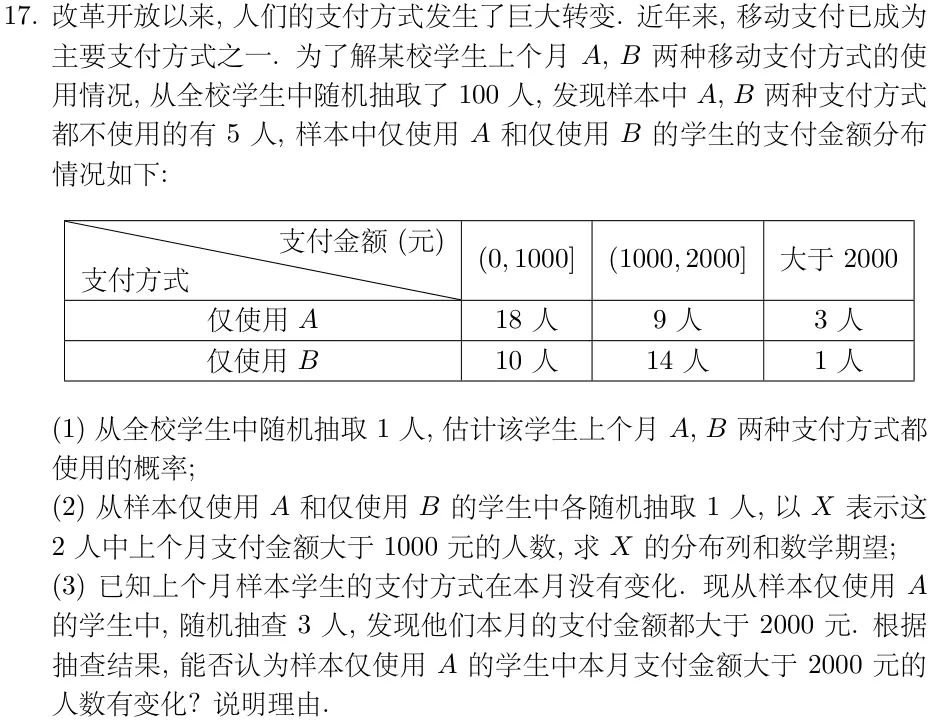 17. 改革开放以来, 人们的支付方式发生了巨大转变. 近年来, 移动支付已成为
主要支付方式之一. 为了解某校学生上个月 A, B 两种移动支付方式的使
用情况, 从全校学生中随机抽取了 100 人, 发现样本中 A, B 两种支付方式
都不使用的有 5 人, 样本中仅使用 A 和仅使用 B 的学生的支付金额分布
情况如下:
支付金额 (元)
支付方式
(0, 1000] (1000, 2000] 大于 2000
仅使用 A 18 人 9 人 3 人
仅使用 B 10 人 14 人 1 人
(1) 从全校学生中随机抽取 1 人, 估计该学生上个月 A, B 两种支付方式都
使用的概率;
(2) 从样本仅使用 A 和仅使用 B 的学生中各随机抽取 1 人, 以 X 表示这
2 人中上个月支付金额大于 1000 元的人数, 求 X 的分布列和数学期望;
(3) 已知上个月样本学生的支付方式在本月没有变化. 现从样本仅使用 A
的学生中, 随机抽查 3 人, 发现他们本月的支付金额都大于 2000 元. 根据
抽查结果, 能否认为样本仅使用 A 的学生中本月支付金额大于 2000 元的
人数有变化? 说明理由.